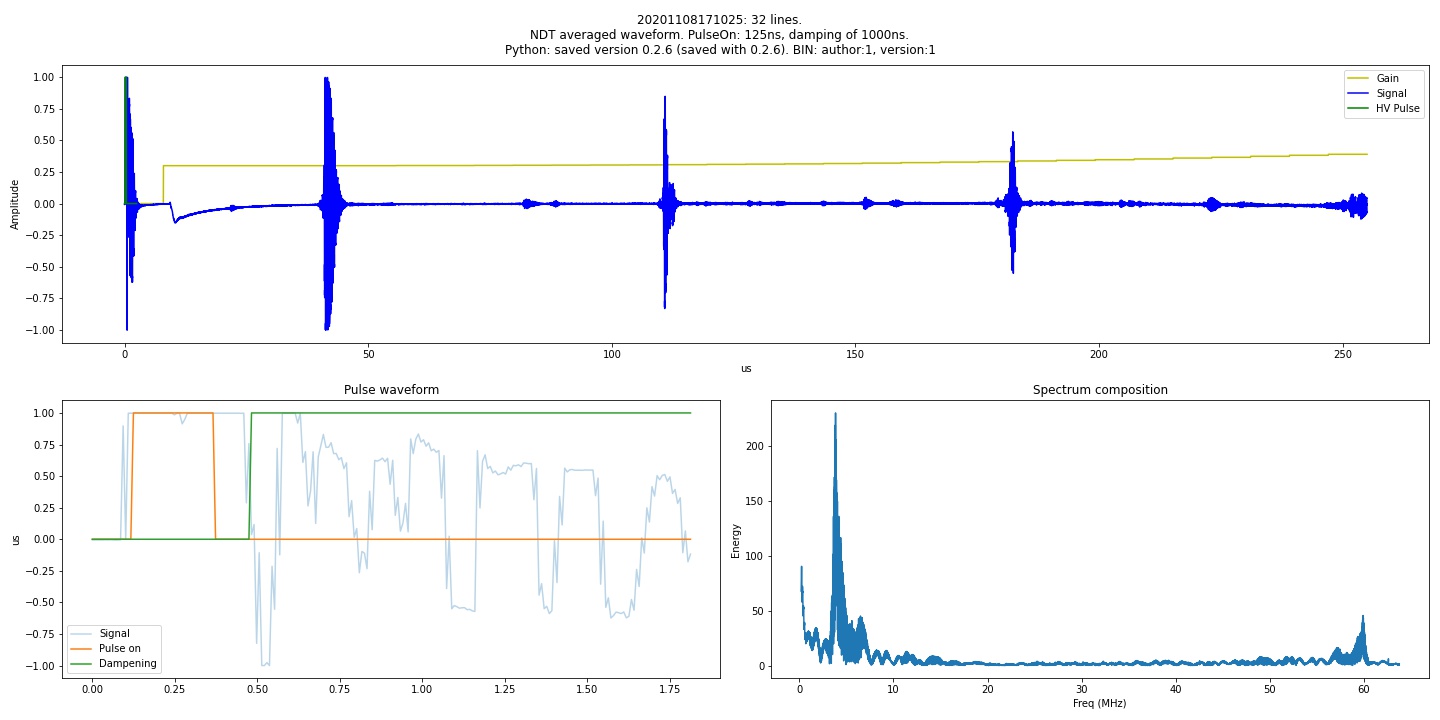 20201108171025: 32 lines.
NDT averaged waveform. PulseOn: 125ns, damping of 1000ns.
Python: saved version 0.2.6 (saved with 0.2.6). BIN: author:1, version:1
1.00
0.75
0.50
0.25
0.00
−0.25
−0.50
−0.75
−1.00
Amplitude
Gain
Signal
HV Pulse
0 50 100 150 200 250
us
Pulse waveform
1.00
0.75
0.50
0.25
0.00
−0.25
−0.50
−0.75
−1.00
us
Signal
Pulse on
Dampening
0.00 0.25 0.50 0.75 1.00 1.25 1.50 1.75
Spectrum composition
200
150
100
50
0
Energy
0 10 20 30 40 50 60
Freq (MHz)